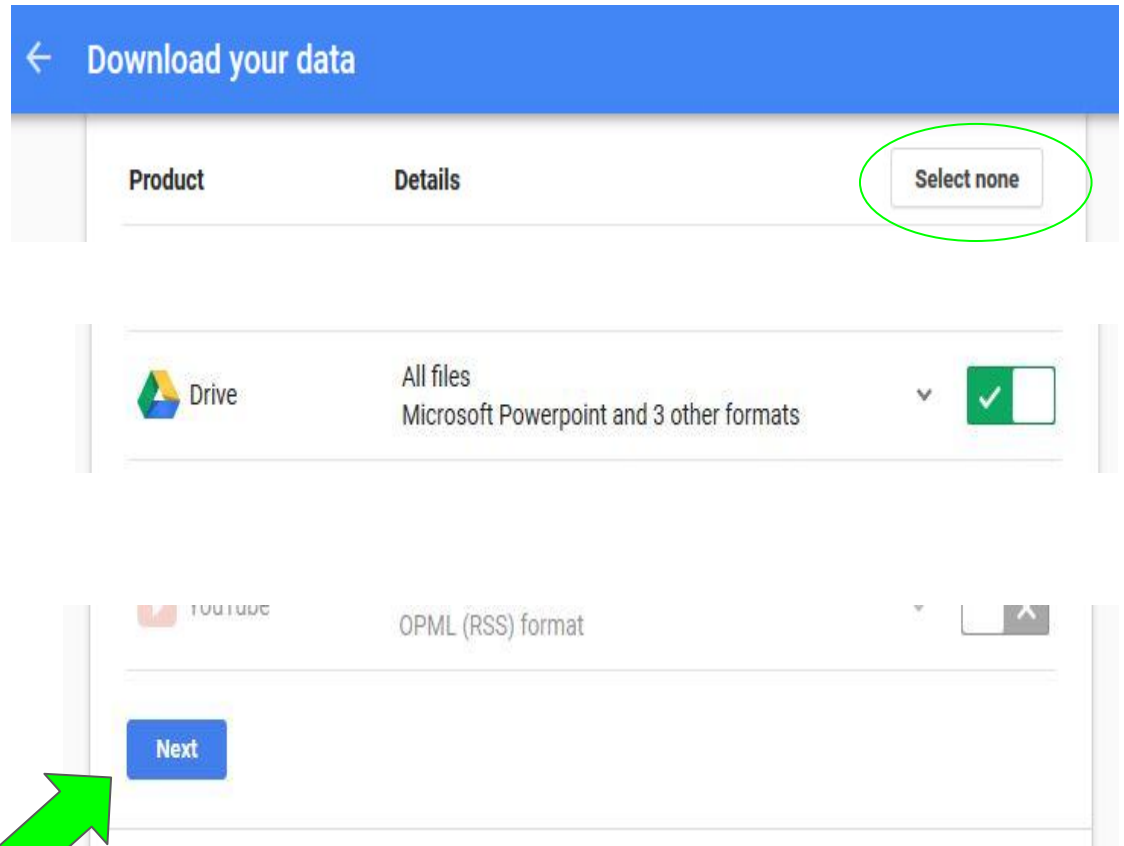 Download your data
Product Details Select none
Drive
All files
Microsoft Powerpoint and 3 other formats
YouTube
OPML (RSS) format
Next